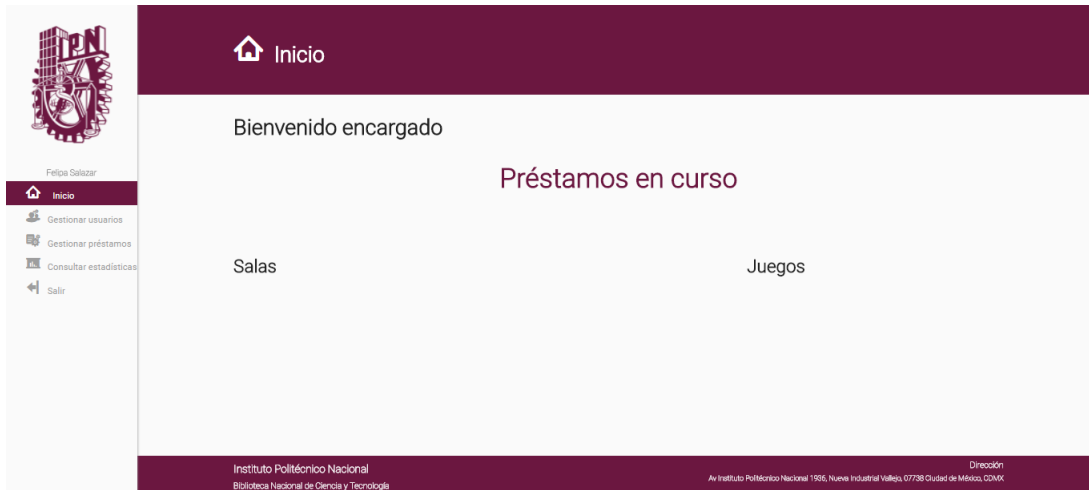 IPN
Felipa Salazar
Inicio
Gestionar usuarios
Gestionar préstamos
Consultar estadísticas
Salir
Inicio
Bienvenido encargado
Préstamos en curso
Salas
Juegos
Instituto Politécnico Nacional
Biblioteca Nacional de Ciencia y Tecnología
Dirección
Av Instituto Politécnico Nacional 1936, Nueva Industrial Vallejo, 07738 Ciudad de México, CDMX